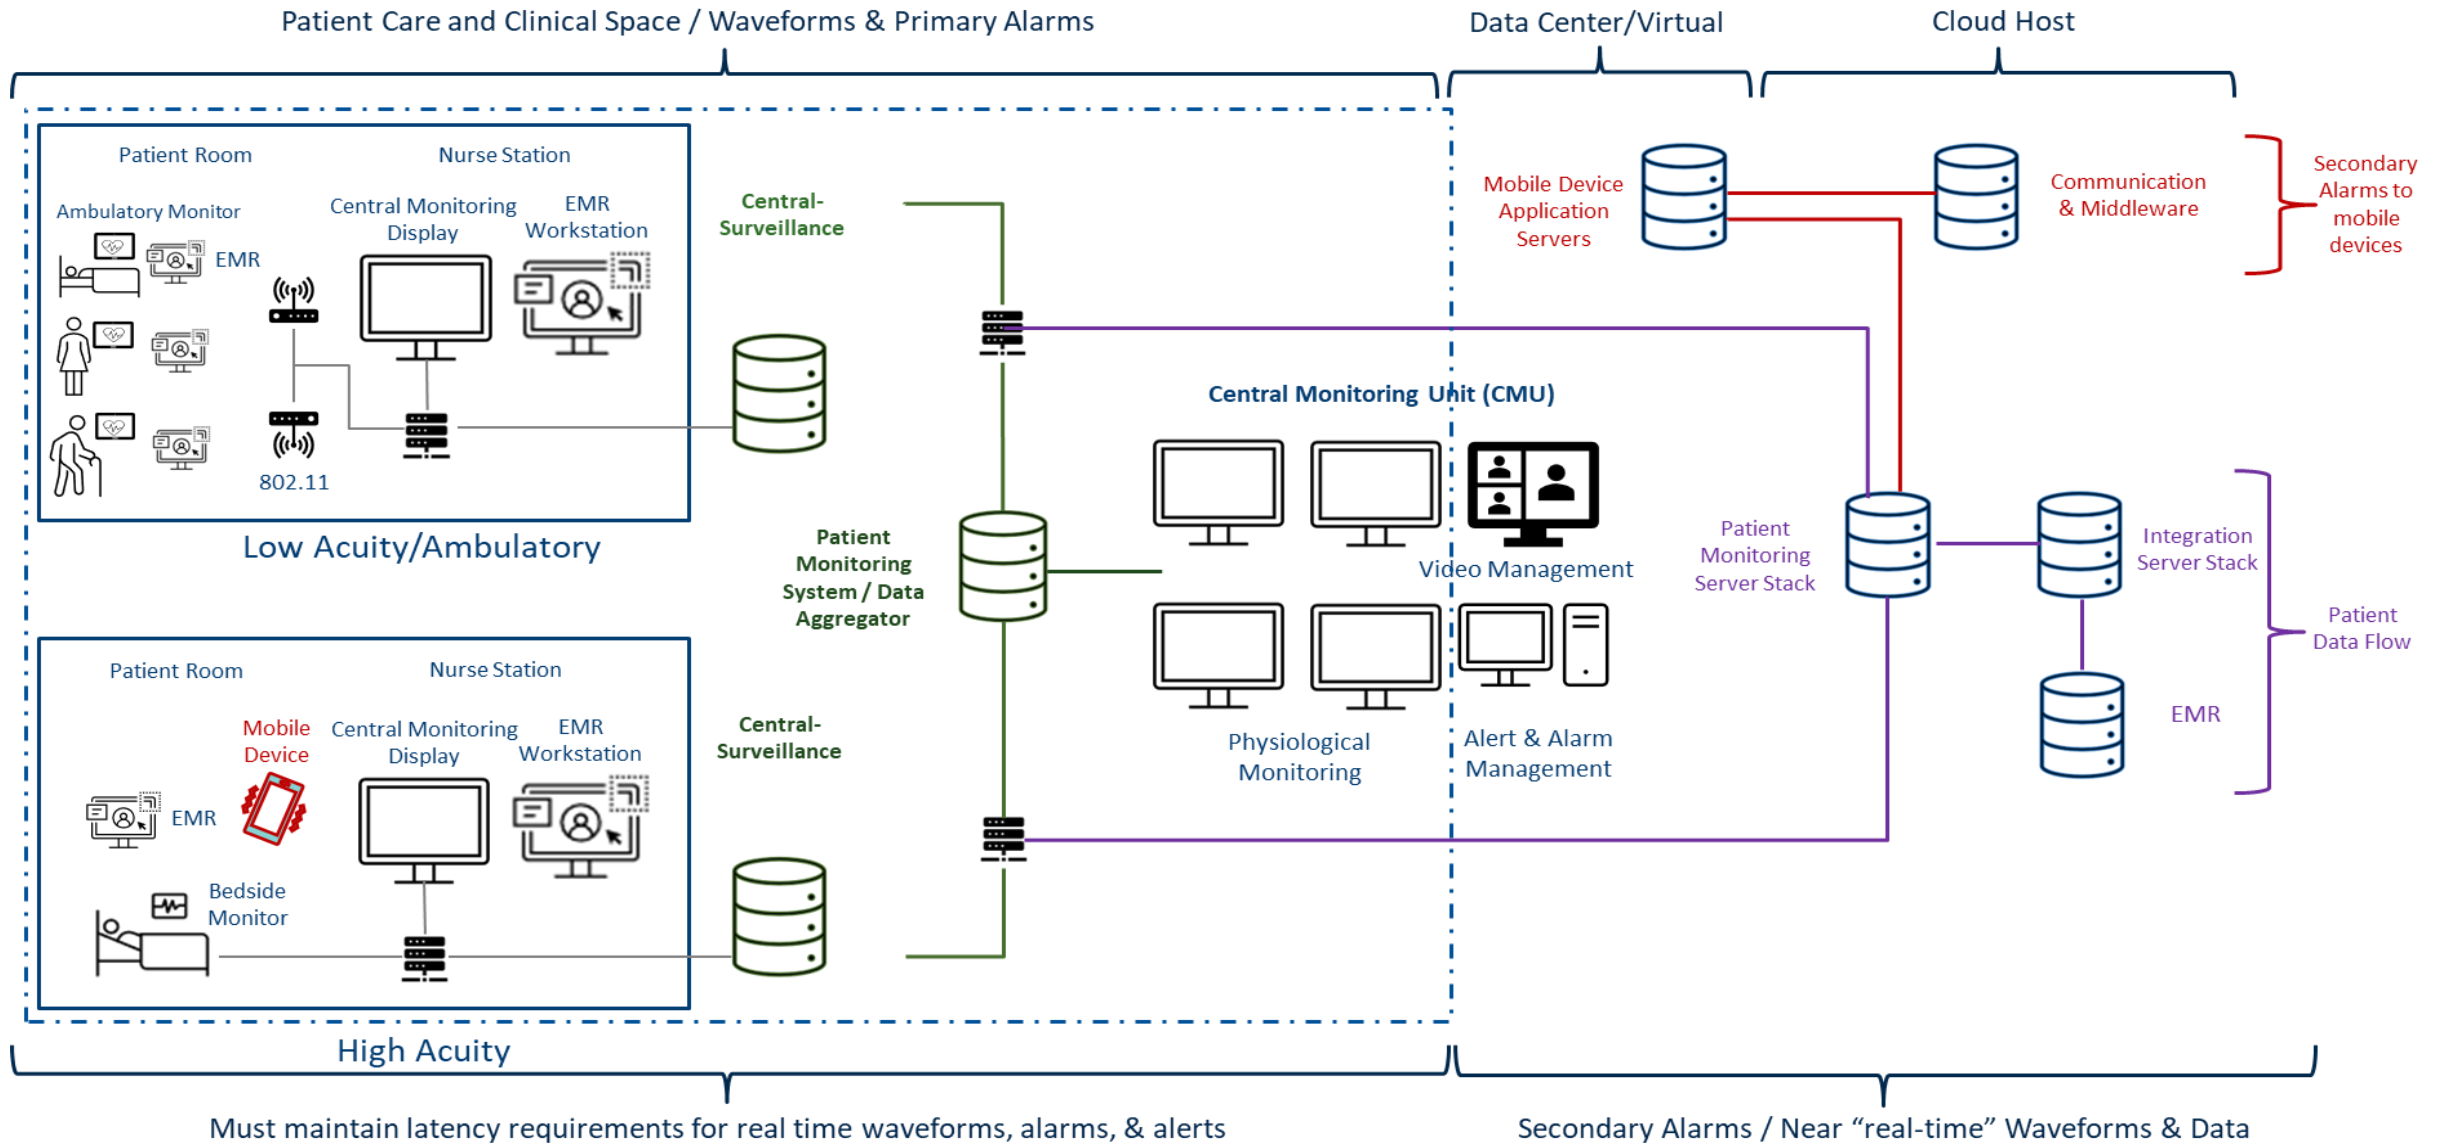 Patient Care and Clinical Space / Waveforms & Primary Alarms
Data Center/Virtual
Cloud Host
Patient Room
Nurse Station
Ambulatory Monitor
EMR
Central Monitoring
Display
EMR
Workstation
802.11
Low Acuity/Ambulatory
Central-
Surveillance
Patient
Monitoring
System / Data
Aggregator
Central Monitoring Unit (CMU)
Video Management
Physiological
Monitoring
Alert & Alarm
Management
Mobile Device
Application
Servers
Communication
& Middleware
Secondary
Alarms to
mobile
devices
Patient
Monitoring
Server Stack
Integration
Server Stack
EMR
Patient
Data Flow
Patient Room
Nurse Station
Mobile
Device
Central Monitoring
Display
EMR
Workstation
EMR
Bedside
Monitor
Central-
Surveillance
High Acuity
Must maintain latency requirements for real time waveforms, alarms, & alerts
Secondary Alarms / Near “real-time” Waveforms & Data